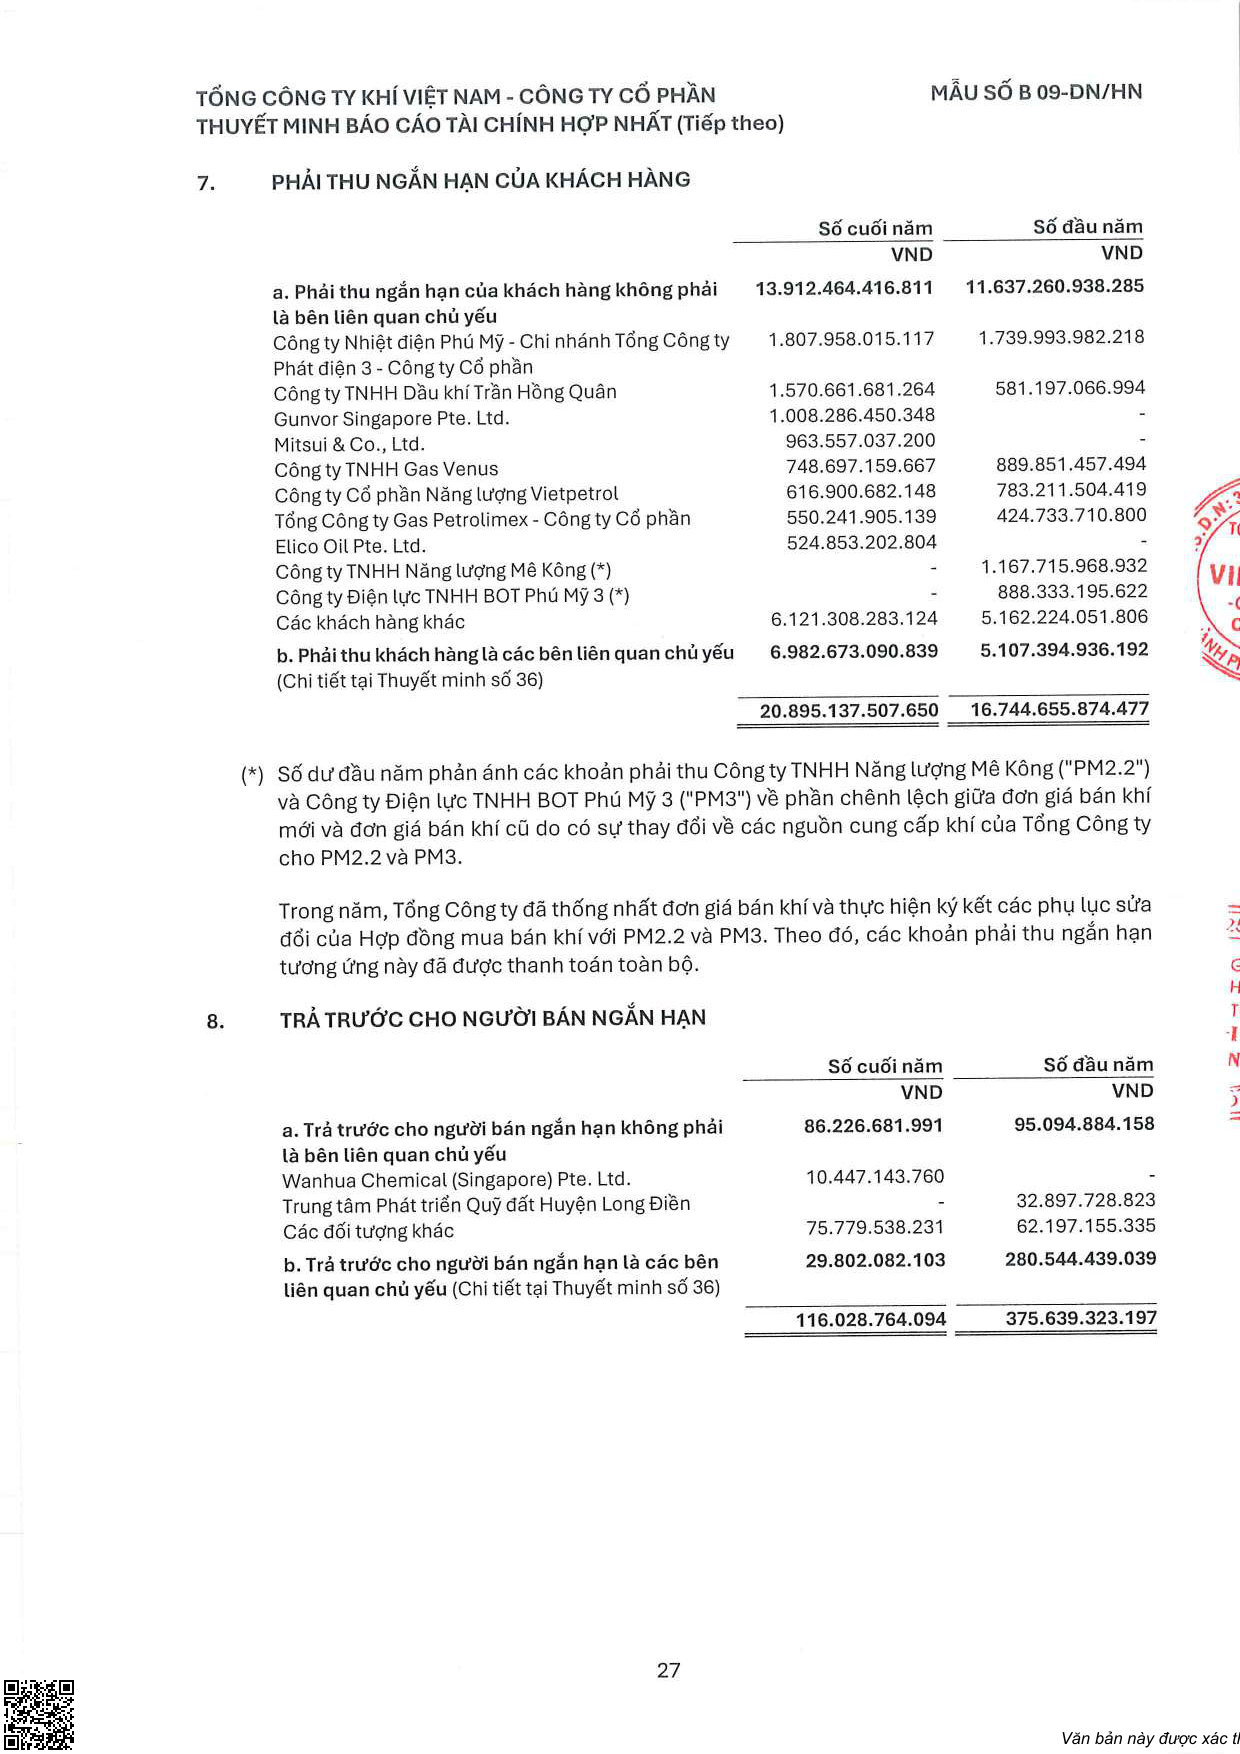 TỔNG CÔNG TY KHÍ VIỆT NAM - CÔNG TY CỔ PHẦN MẪU SỐ B 09-DN/HN
THUYẾT MINH BÁO CÁO TÀI CHÍNH HỢP NHẤT (Tiếp theo)
7. PHẢI THU NGẮN HẠN CỦA KHÁCH HÀNG
Số cuối năm Số đầu năm
VND VND
a. Phải thu ngắn hạn của khách hàng không phải 13.912.464.416.811 11.637.260.938.285
là bên liên quan chủ yếu
Công ty Nhiệt điện Phú Mỹ - Chi nhánh Tổng Công ty 1.807.958.015.117 1.739.993.982.218
Phát điện 3 - Công ty Cổ phần
Công ty TNHH Dầu khí Trần Hồng Quân 1.570.661.681.264 581.197.066.994
Gunvor Singapore Pte. Ltd. 1.008.286.450.348 -
Mitsui & Co., Ltd. 963.557.037.200 -
Công ty TNHH Gas Venus 748.697.159.667 889.851.457.494
Công ty Cổ phần Năng lượng Vietpetrol 616.900.682.148 783.211.504.419
Tổng Công ty Gas Petrolimex - Công ty Cổ phần 550.241.905.139 424.733.710.800
Elico Oil Pte. Ltd. 524.853.202.804 -
Công ty TNHH Năng lượng Mê Kông (*) - 1.167.715.968.932
Công ty Điện lực TNHH BOT Phú Mỹ 3 (*) - 888.333.195.622
Các khách hàng khác 6.121.308.283.124 5.162.224.051.806
b. Phải thu khách hàng là các bên liên quan chủ yếu 6.982.673.090.839 5.107.394.936.192
(Chi tiết tại Thuyết minh số 36)
20.895.137.507.650 16.744.655.874.477
(*) Số dư đầu năm phản ánh các khoản phải thu Công ty TNHH Năng lượng Mê Kông ("PM2.2")
và Công ty Điện lực TNHH BOT Phú Mỹ 3 ("PM3") về phần chênh lệch giữa đơn giá bán khí
mới và đơn giá bán khí cũ do có sự thay đổi về các nguồn cung cấp khí của Tổng Công ty
cho PM2.2 và PM3.
Trong năm, Tổng Công ty đã thống nhất đơn giá bán khí và thực hiện ký kết các phụ lục sửa
đổi của Hợp đồng mua bán khí với PM2.2 và PM3. Theo đó, các khoản phải thu ngắn hạn
tương ứng này đã được thanh toán toàn bộ.
8. TRẢ TRƯỚC CHO NGƯỜI BÁN NGẮN HẠN
Số cuối năm Số đầu năm
VND VND
a. Trả trước cho người bán ngắn hạn không phải 86.226.681.991 95.094.884.158
là bên liên quan chủ yếu
Wanhua Chemical (Singapore) Pte. Ltd. 10.447.143.760 -
Trung tâm Phát triển Quỹ đất Huyện Long Điền - 32.897.728.823
Các đối tượng khác 75.779.538.231 62.197.155.335
b. Trả trước cho người bán ngắn hạn là các bên 29.802.082.103 280.544.439.039
liên quan chủ yếu (Chi tiết tại Thuyết minh số 36)
116.028.764.094 375.639.323.197
27
Văn bản này được xác